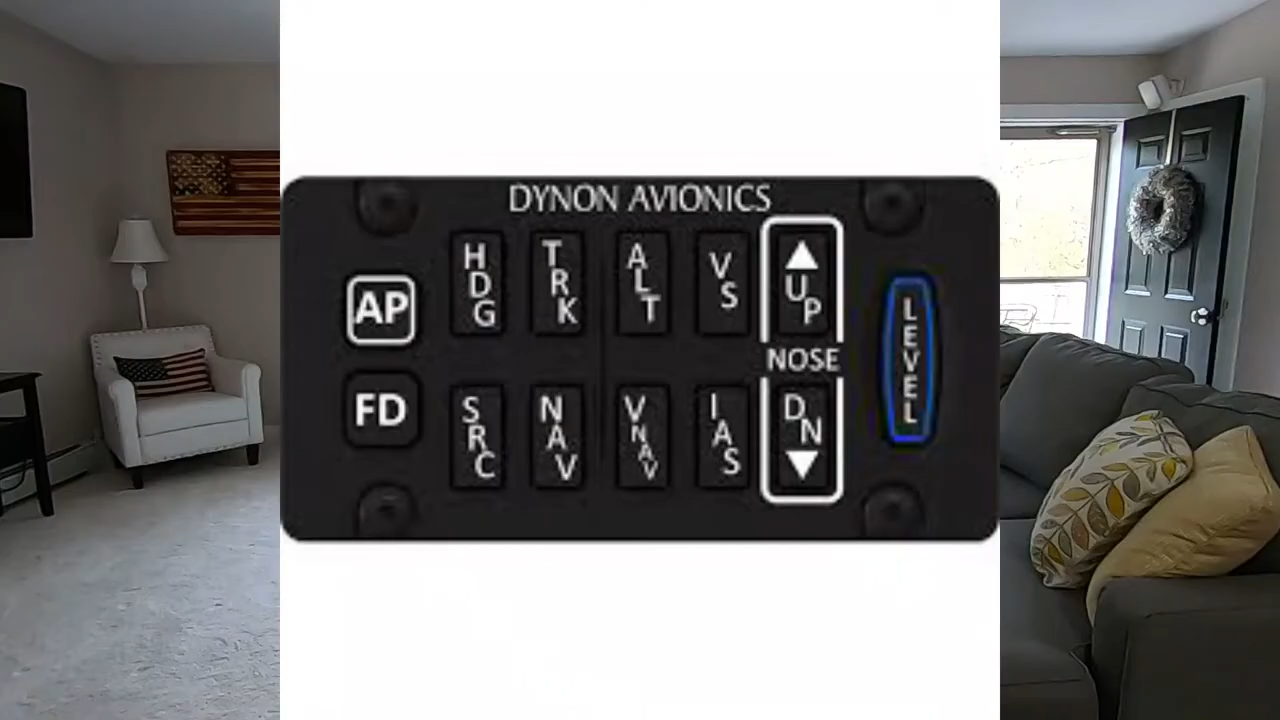 DYNON AVIONICS
AP
HDG
TRK
ALT
VS
UP
NOSE
LEVEL
FD
SRC
NAV
VNAV
IAS
DN